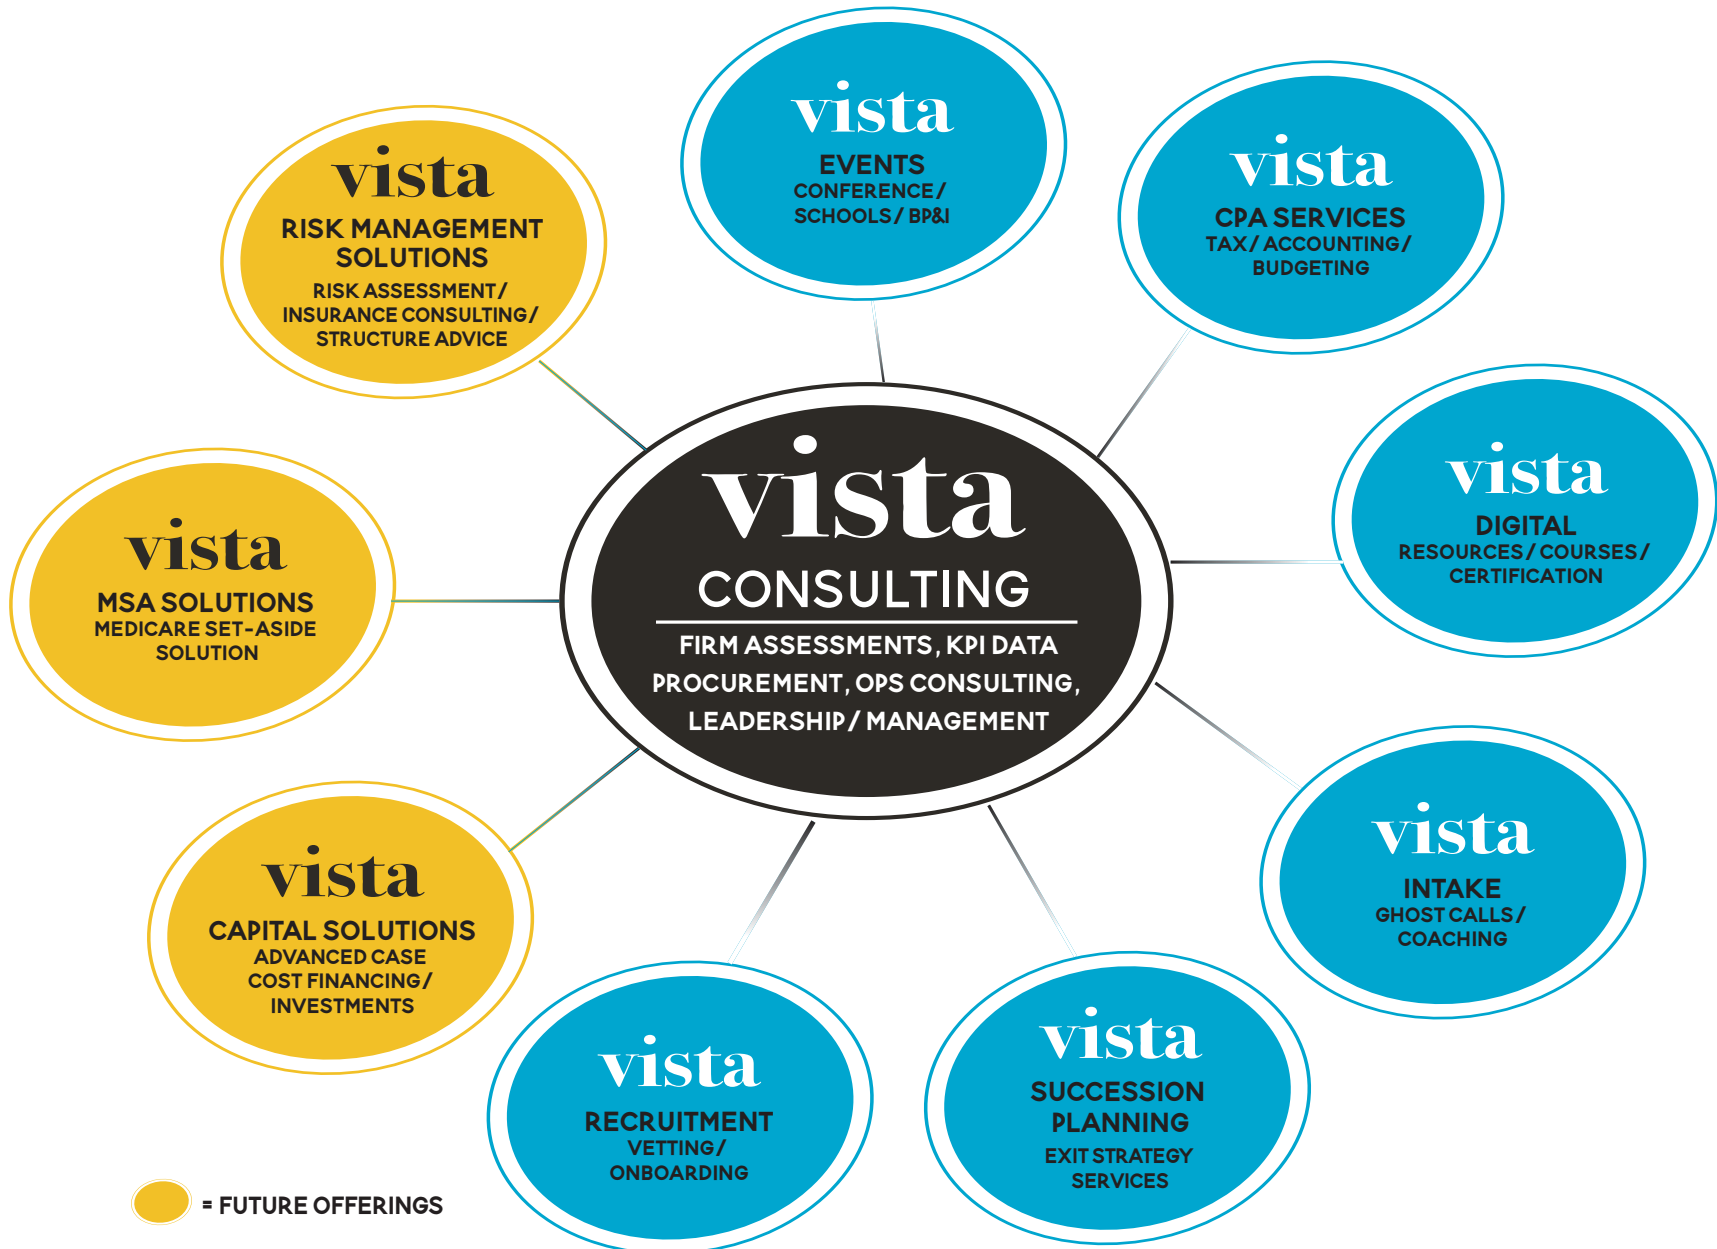 vista
EVENTS
CONFERENCE/
SCHOOLS/ BP&I
vista
CPA SERVICES
TAX/ ACCOUNTING/
BUDGETING
vista
RISK MANAGEMENT
SOLUTIONS
RISK ASSESSMENT/
INSURANCE CONSULTING/
STRUCTURE ADVICE
vista
DIGITAL
RESOURCES/ COURSES/
CERTIFICATION
vista
CONSULTING
FIRM ASSESSMENTS, KPI DATA
PROCUREMENT, OPS CONSULTING,
LEADERSHIP/ MANAGEMENT
vista
MSA SOLUTIONS
MEDICARE SET-ASIDE
SOLUTION
vista
INTAKE
GHOST CALLS/
COACHING
vista
CAPITAL SOLUTIONS
ADVANCED CASE
COST FINANCING/
INVESTMENTS
vista
RECRUITMENT
VETTING/
ONBOARDING
vista
SUCCESSION
PLANNING
EXIT STRATEGY
SERVICES
= FUTURE OFFERINGS